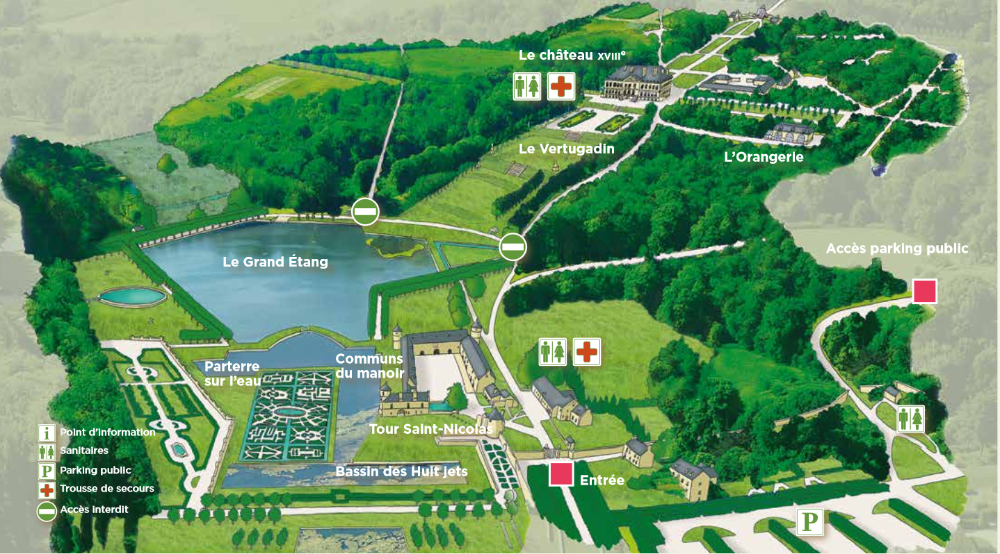 Le château XVIIIe
Le Vertugadin
L'Orangerie
Accès parking public
Le Grand Étang
Parterre
sur l'eau
Communs
du manoir
Tour Saint-Nicolas
Bassin des Huit jets
Entrée
P
i Point d'information
Sanitaires
P Parking public
Trousse de secours
Accès interdit